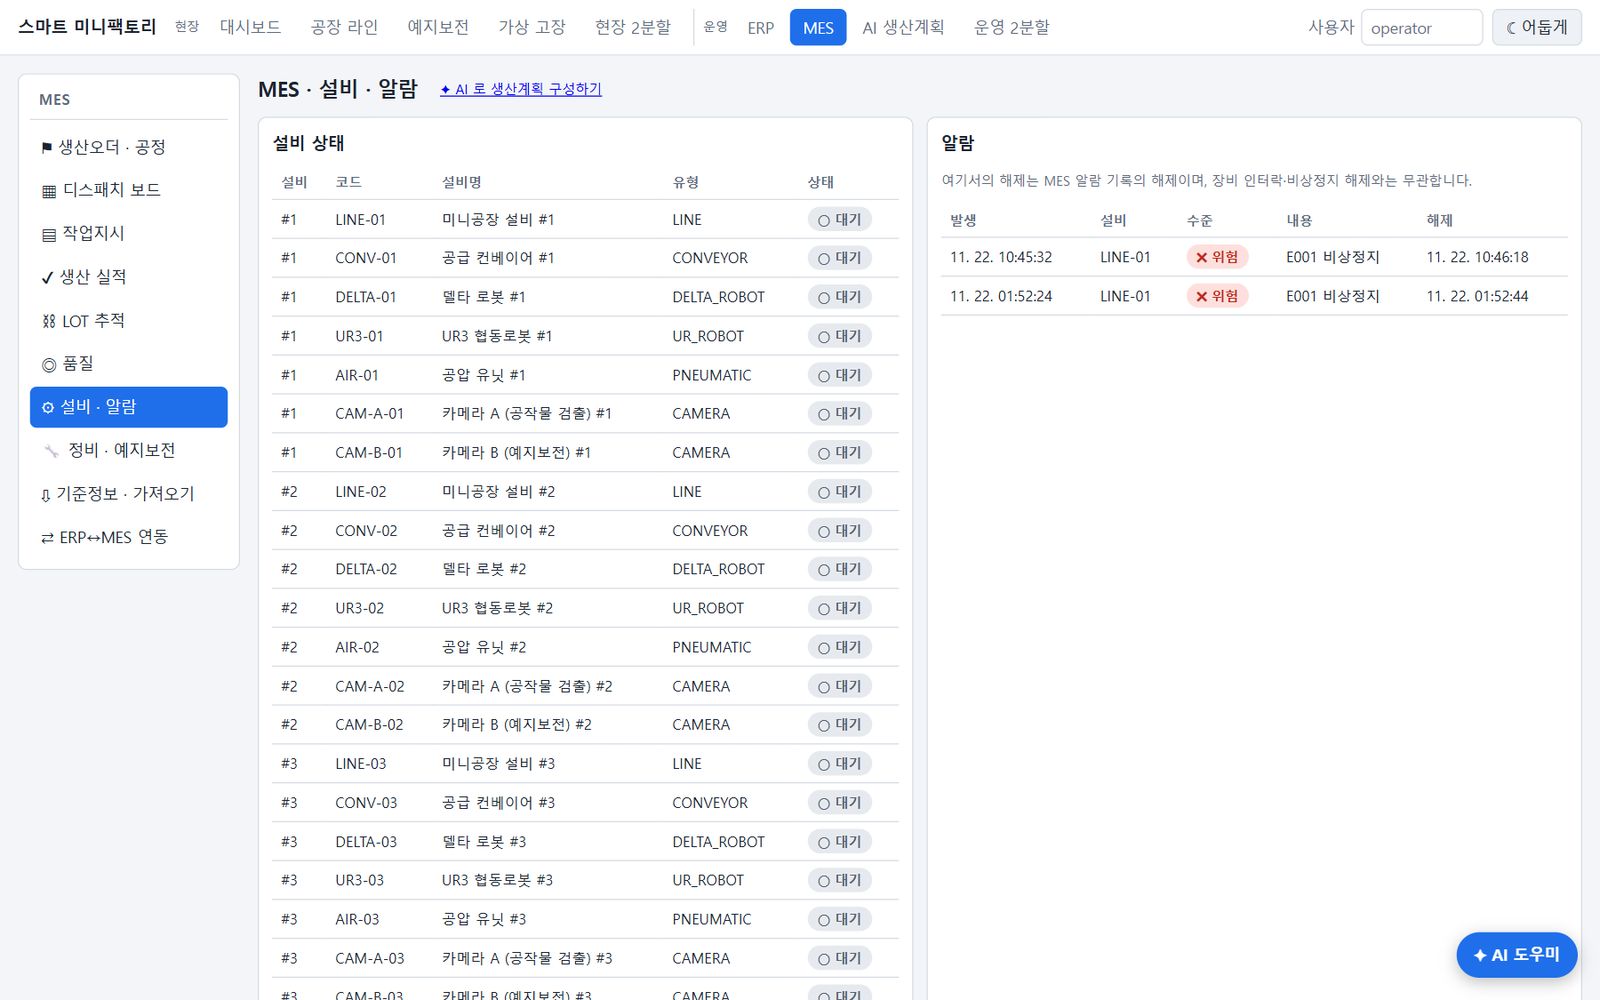 스마트 미니팩토리 현장 대시보드 공장 라인 예지보전 가상 고장 현장 2분할 운영 ERP MES AI 생산계획 운영 2분할 사용자 operator ☾ 어둡게
MES
⚑ 생산오더 · 공정
▦ 디스패치 보드
▤ 작업지시
✓ 생산 실적
⛓ LOT 추적
◎ 품질
⚙ 설비 · 알람
🔧 정비 · 예지보전
⇩ 기준정보 · 가져오기
⇄ ERP↔MES 연동
MES · 설비 · 알람 ✦ AI 로 생산계획 구성하기
설비 상태
설비 코드 설비명 유형 상태
#1 LINE-01 미니공장 설비 #1 LINE ○ 대기
#1 CONV-01 공급 컨베이어 #1 CONVEYOR ○ 대기
#1 DELTA-01 델타 로봇 #1 DELTA_ROBOT ○ 대기
#1 UR3-01 UR3 협동로봇 #1 UR_ROBOT ○ 대기
#1 AIR-01 공압 유닛 #1 PNEUMATIC ○ 대기
#1 CAM-A-01 카메라 A (공작물 검출) #1 CAMERA ○ 대기
#1 CAM-B-01 카메라 B (예지보전) #1 CAMERA ○ 대기
#2 LINE-02 미니공장 설비 #2 LINE ○ 대기
#2 CONV-02 공급 컨베이어 #2 CONVEYOR ○ 대기
#2 DELTA-02 델타 로봇 #2 DELTA_ROBOT ○ 대기
#2 UR3-02 UR3 협동로봇 #2 UR_ROBOT ○ 대기
#2 AIR-02 공압 유닛 #2 PNEUMATIC ○ 대기
#2 CAM-A-02 카메라 A (공작물 검출) #2 CAMERA ○ 대기
#2 CAM-B-02 카메라 B (예지보전) #2 CAMERA ○ 대기
#3 LINE-03 미니공장 설비 #3 LINE ○ 대기
#3 CONV-03 공급 컨베이어 #3 CONVEYOR ○ 대기
#3 DELTA-03 델타 로봇 #3 DELTA_ROBOT ○ 대기
#3 UR3-03 UR3 협동로봇 #3 UR_ROBOT ○ 대기
#3 AIR-03 공압 유닛 #3 PNEUMATIC ○ 대기
#3 CAM-A-03 카메라 A (공작물 검출) #3 CAMERA ○ 대기
#3 CAM-B-03 카메라 B (예지보전) #3 CAMERA ○ 대기
알람
여기서의 해제는 MES 알람 기록의 해제이며, 장비 인터락·비상정지 해제와는 무관합니다.
발생 설비 수준 내용 해제
11. 22. 10:45:32 LINE-01 ✕ 위험 E001 비상정지 11. 22. 10:46:18
11. 22. 01:52:24 LINE-01 ✕ 위험 E001 비상정지 11. 22. 01:52:44
✦ AI 도우미